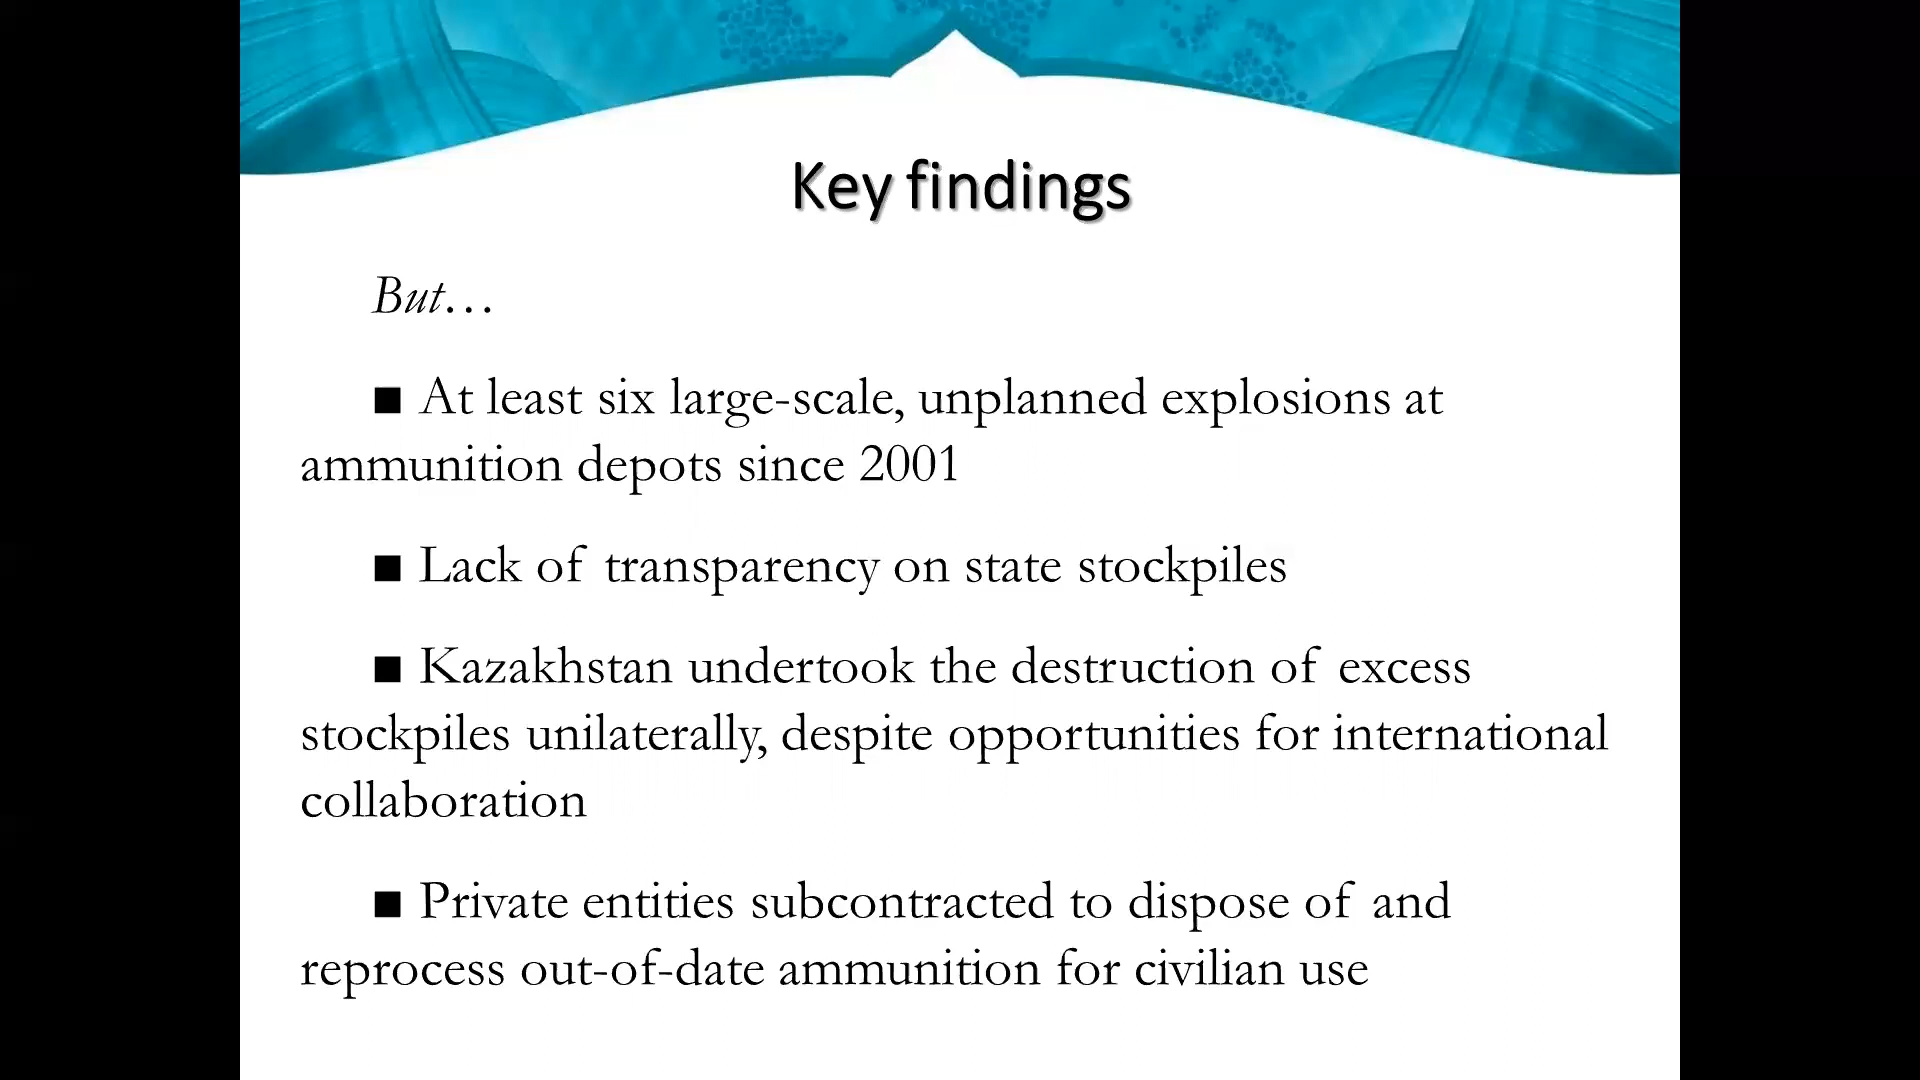 Key findings
But…
■ At least six large-scale, unplanned explosions at
ammunition depots since 2001
■ Lack of transparency on state stockpiles
■ Kazakhstan undertook the destruction of excess
stockpiles unilaterally, despite opportunities for international
collaboration
■ Private entities subcontracted to dispose of and
reprocess out-of-date ammunition for civilian use